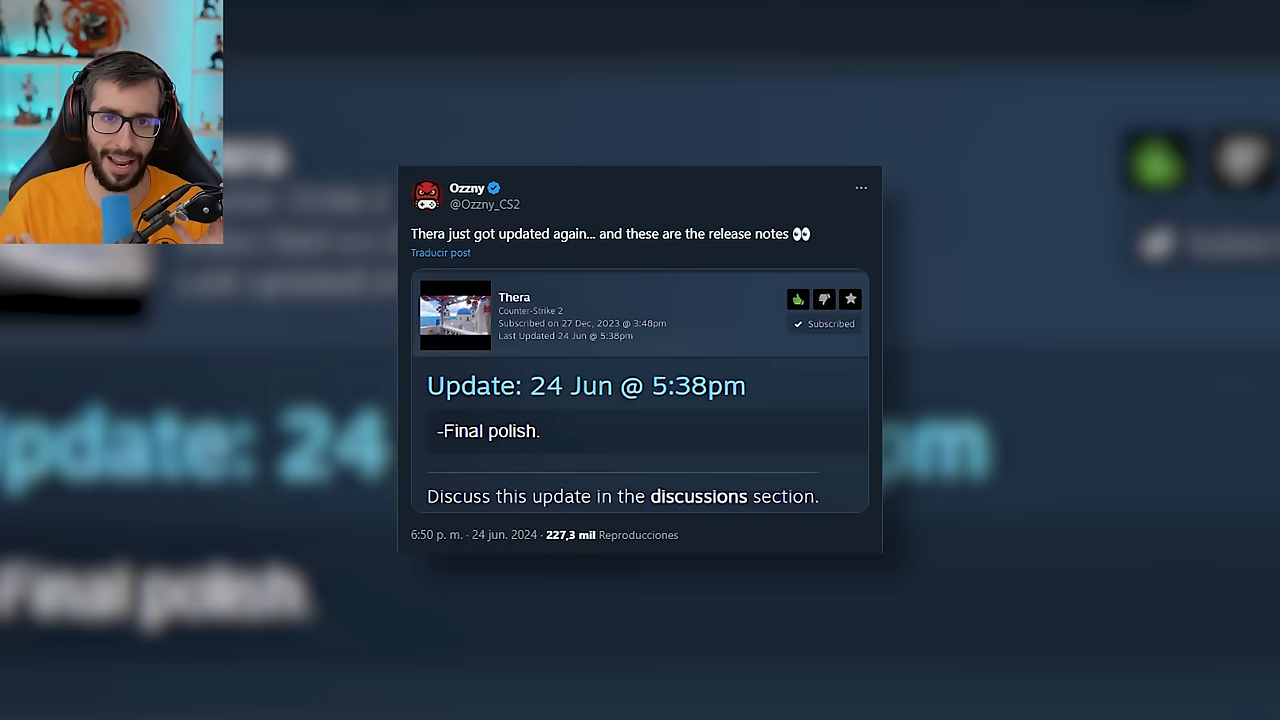 Ozzny
@Ozzny_CS2
Thera just got updated again... and these are the release notes 👀
Traducir post
Thera
Counter-Strike 2
Subscribed on 27 Dec, 2023 @ 3:48pm
Last Updated 24 Jun @ 5:38pm
Subscribed
Update: 24 Jun @ 5:38pm
-Final polish.
Discuss this update in the discussions section.
6:50 p. m. · 24 jun. 2024 · 227,3 mil Reproducciones